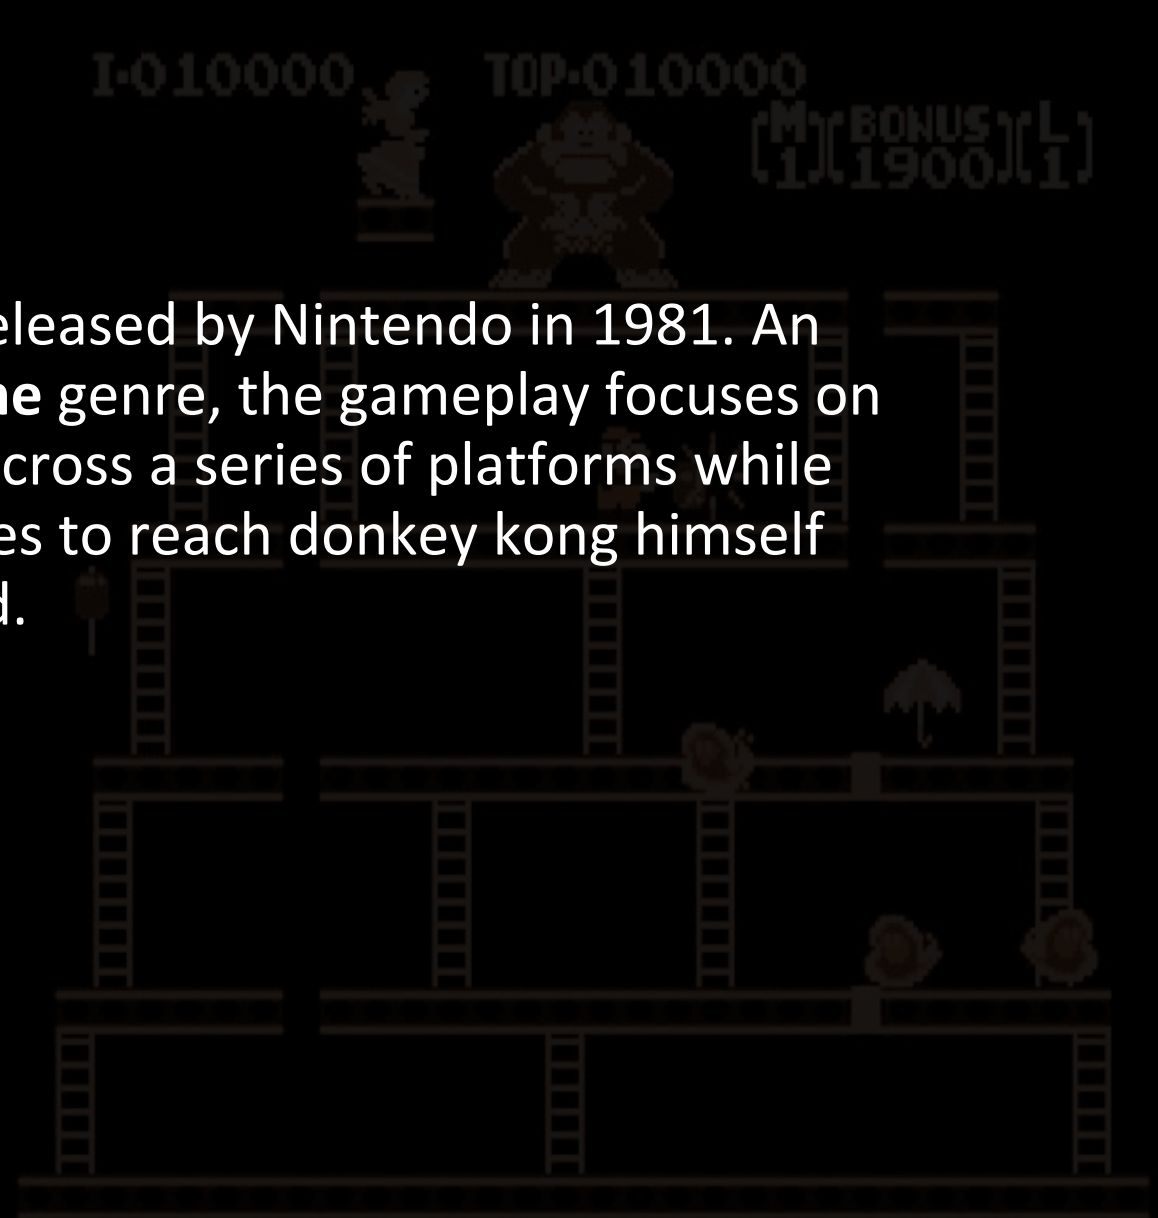 I-010000 TOP-010000
M BONUS L
1 1900 1
eleased by Nintendo in 1981. An
ne genre, the gameplay focuses on
cross a series of platforms while
es to reach donkey kong himself
d.